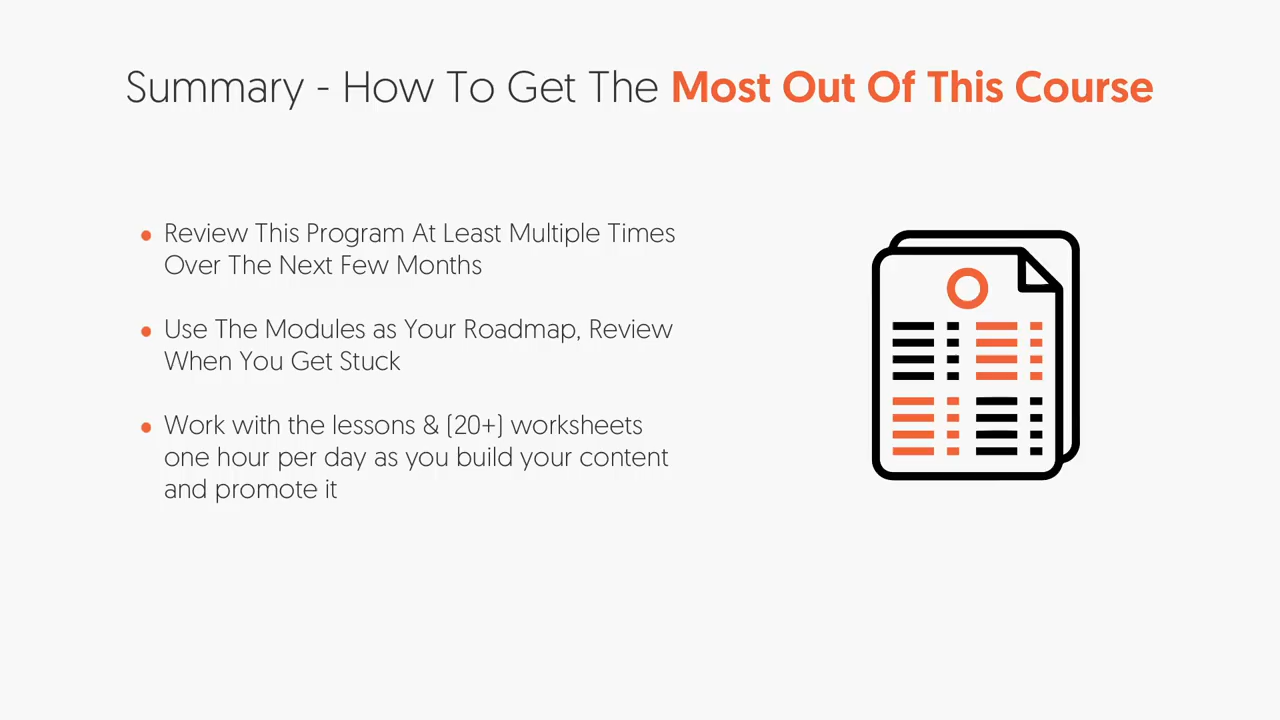 Summary - How To Get The Most Out Of This Course
• Review This Program At Least Multiple Times
Over The Next Few Months
• Use The Modules as Your Roadmap, Review
When You Get Stuck
• Work with the lessons & (20+) worksheets
one hour per day as you build your content
and promote it